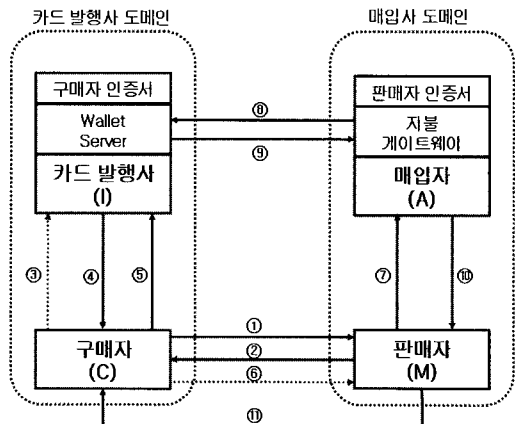 카드 발행사 도메인
매입사 도메인
구매자 인증서
Wallet
Server
카드 발행사
(I)
판매자 인증서
지불
게이트웨이
매입자
(A)
⑧
⑨
③
④
⑤
⑦
⑩
①
②
⑥
구매자
(C)
판매자
(M)
⑪